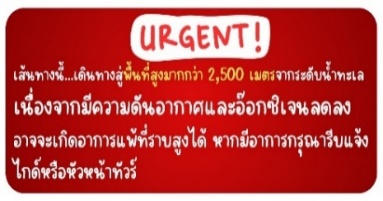 URGENT!
เส้นทางนี้...เดินทางสู่พื้นที่สูงมากกว่า 2,500 เมตรจากระดับน้ำทะเล
เนื่องจากมีความดันอากาศและอ๊อกซิเจนลดลง
อาจจะเกิดอาการแพ้ที่ราบสูงได้ หากมีอาการกรุณารีบแจ้ง
ไกด์หรือหัวหน้าทัวร์